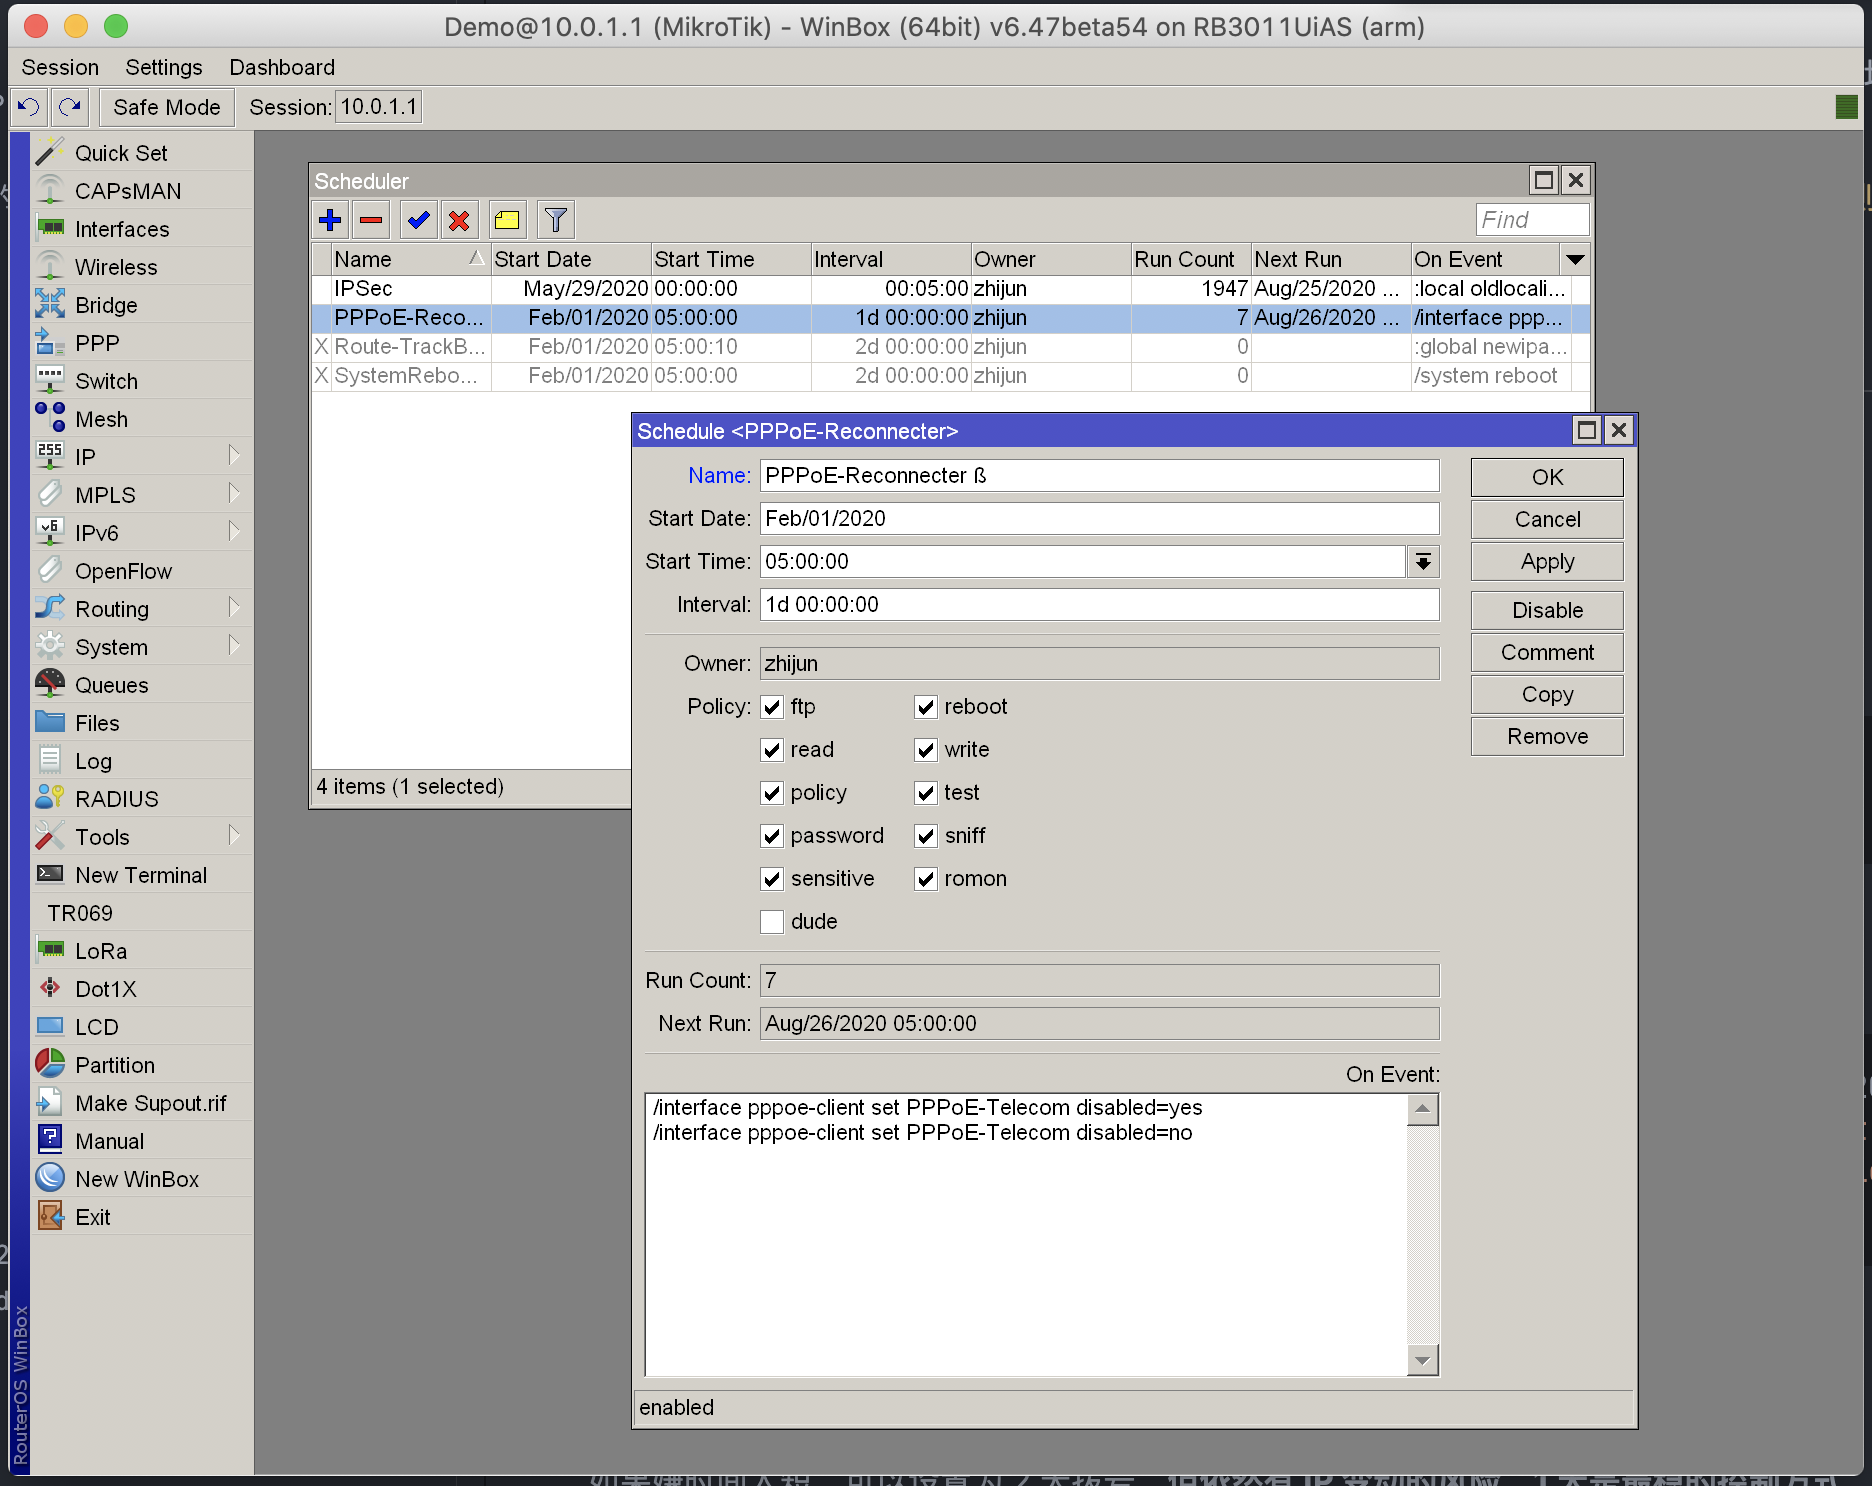 Demo@10.0.1.1 (MikroTik) - WinBox (64bit) v6.47beta54 on RB3011UiAS (arm)
Session Settings Dashboard
Safe Mode Session: 10.0.1.1
Quick Set
CAPsMAN
Interfaces
Wireless
Bridge
PPP
Switch
Mesh
255 IP
MPLS
v6 IPv6
OpenFlow
Routing
System
Queues
Files
Log
RADIUS
Tools
New Terminal
TR069
LoRa
Dot1X
LCD
Partition
Make Supout.rif
Manual
New WinBox
Exit
RouterOS WinBox
Scheduler
Find
Name Start Date Start Time Interval Owner Run Count Next Run On Event
IPSec May/29/2020 00:00:00 00:05:00 zhijun 1947 Aug/25/2020 ... :local oldlocali...
PPPoE-Reco... Feb/01/2020 05:00:00 1d 00:00:00 zhijun 7 Aug/26/2020 ... /interface ppp...
X Route-TrackB... Feb/01/2020 05:00:10 2d 00:00:00 zhijun 0 :global newipa...
X SystemRebo... Feb/01/2020 05:00:00 2d 00:00:00 zhijun 0 /system reboot
4 items (1 selected)
Schedule <PPPoE-Reconnecter>
Name: PPPoE-Reconnecter ß
Start Date: Feb/01/2020
Start Time: 05:00:00
Interval: 1d 00:00:00
Owner: zhijun
Policy: ftp reboot
read write
policy test
password sniff
sensitive romon
dude
Run Count: 7
Next Run: Aug/26/2020 05:00:00
On Event:
/interface pppoe-client set PPPoE-Telecom disabled=yes
/interface pppoe-client set PPPoE-Telecom disabled=no
enabled
OK
Cancel
Apply
Disable
Comment
Copy
Remove